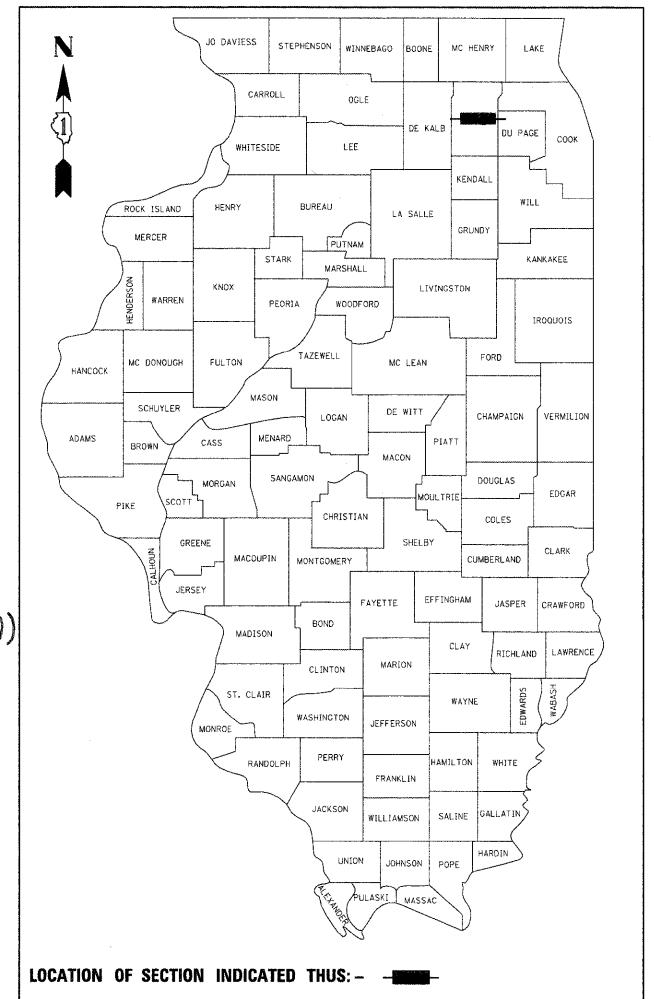 JO DAVIESS STEPHENSON WINNEBAGO BOONE MC HENRY LAKE
N
CARROLL OGLE
DE KALB DU PAGE COOK
1
WHITESIDE LEE
KENDALL
ROCK ISLAND HENRY BUREAU LA SALLE WILL
MERCER PUTNAM GRUNDY
STARK MARSHALL KANKAKEE
HENDERSON WARREN KNOX PEORIA WOODFORD LIVINGSTON IROQUOIS
HANCOCK MC DONOUGH FULTON TAZEWELL MC LEAN FORD
MASON
SCHUYLER LOGAN DE WITT CHAMPAIGN VERMILION
ADAMS BROWN CASS MENARD MACON PIATT
MORGAN SANGAMON DOUGLAS
PIKE SCOTT MOULTRIE EDGAR
CHRISTIAN COLES
GREENE MACOUPIN MONTGOMERY SHELBY CLARK
CALHOUN CUMBERLAND
JERSEY FAYETTE EFFINGHAM JASPER CRAWFORD
MADISON BOND
CLAY RICHLAND LAWRENCE
CLINTON MARION
ST. CLAIR WAYNE EDWARDS WABASH
WASHINGTON JEFFERSON
MONROE
RANDOLPH PERRY HAMILTON WHITE
FRANKLIN
JACKSON WILLIAMSON SALINE GALLATIN
UNION JOHNSON POPE HARDIN
ALEXANDER PULASKI MASSAC
LOCATION OF SECTION INDICATED THUS: –